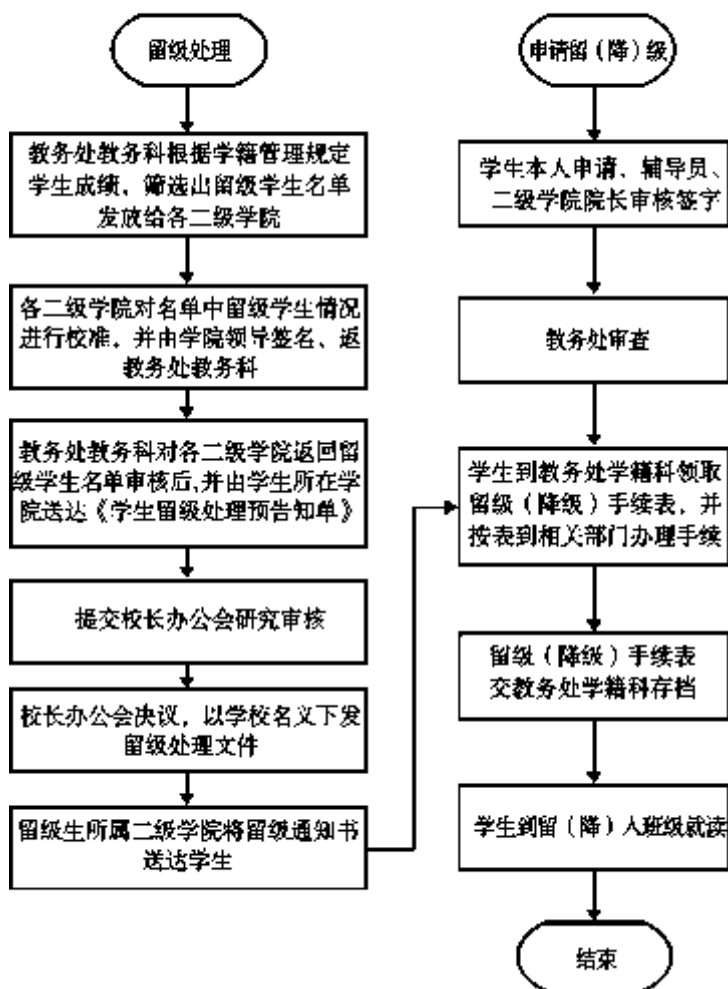 留级处理
教务处教务科根据学籍管理规定
学生成绩，筛选出留级学生名单
发放给各二级学院
各二级学院对名单中留级学生情况
进行校准，并由学院领导签名、返
教务处教务科
教务处教务科对各二级学院返回留
级学生名单审核后，并由学生所在学
院送达《学生留级处理预告知单》
提交校长办公会研究审核
校长办公会决议，以学校名义下发
留级处理文件
留级生所属二级学院将留级通知书
送达学生
申请留（降）级
学生本人申请、辅导员、
二级学院院长审核签字
教务处审查
学生到教务处学籍科领取
留级（降级）手续表，并
按表到相关部门办理手续
留级（降级）手续表
交教务处学籍科存档
学生到留（降）人班级就读
结束